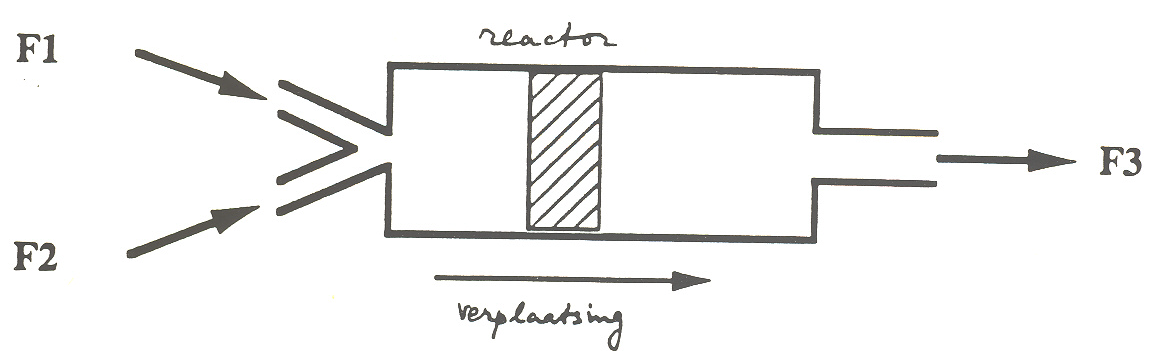 F1
reactor
F3
F2
verplaatsing